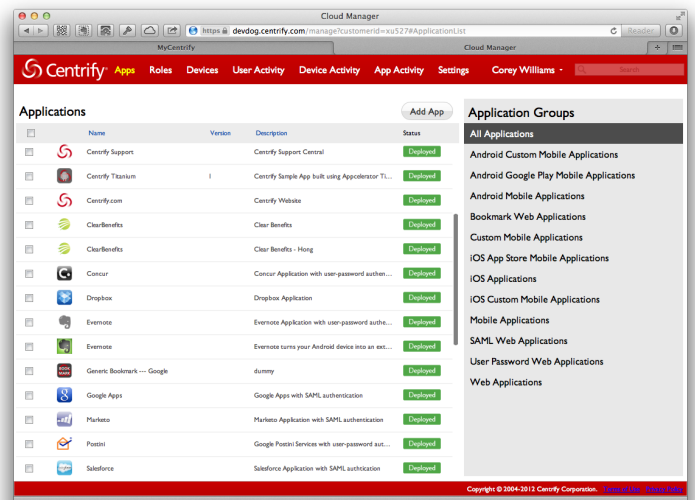 Cloud Manager
https devdog.centrify.com/manage?customerid=xu527#ApplicationList
Reader
MyCentrify
Cloud Manager
Centrify Apps Roles Devices User Activity Device Activity App Activity Settings Corey Williams Search
Applications
Add App
Name Version Description Status
Centrify Support Centrify Support Central Deployed
Centrify Titanium 1 Centrify Sample App built using Appcelerator Ti... Deployed
Centrify.com Centrify Website Deployed
ClearBenefits Clear Benefits Deployed
ClearBenefits Clear Benefits - Hong Deployed
Concur Concur Application with user-password authen... Deployed
Dropbox Dropbox Application Deployed
Evernote Evernote Application with user-password authe... Deployed
Evernote Evernote turns your Android device into an ext... Deployed
BOOK MARK Generic Bookmark --- Google dummy Deployed
Google Apps Google Apps with SAML authentication Deployed
Marketo Marketo Application with SAML authentication Deployed
Postini Google Postini Services with user-password aut... Deployed
Salesforce Salesforce Application with SAML authtication Deployed
Application Groups
All Applications
Android Custom Mobile Applications
Android Google Play Mobile Applications
Android Mobile Applications
Bookmark Web Applications
Custom Mobile Applications
iOS App Store Mobile Applications
iOS Applications
iOS Custom Mobile Applications
Mobile Applications
SAML Web Applications
User Password Web Applications
Web Applications
Copyright © 2004-2012 Centrify Corporation. Terms of Use Privacy Policy